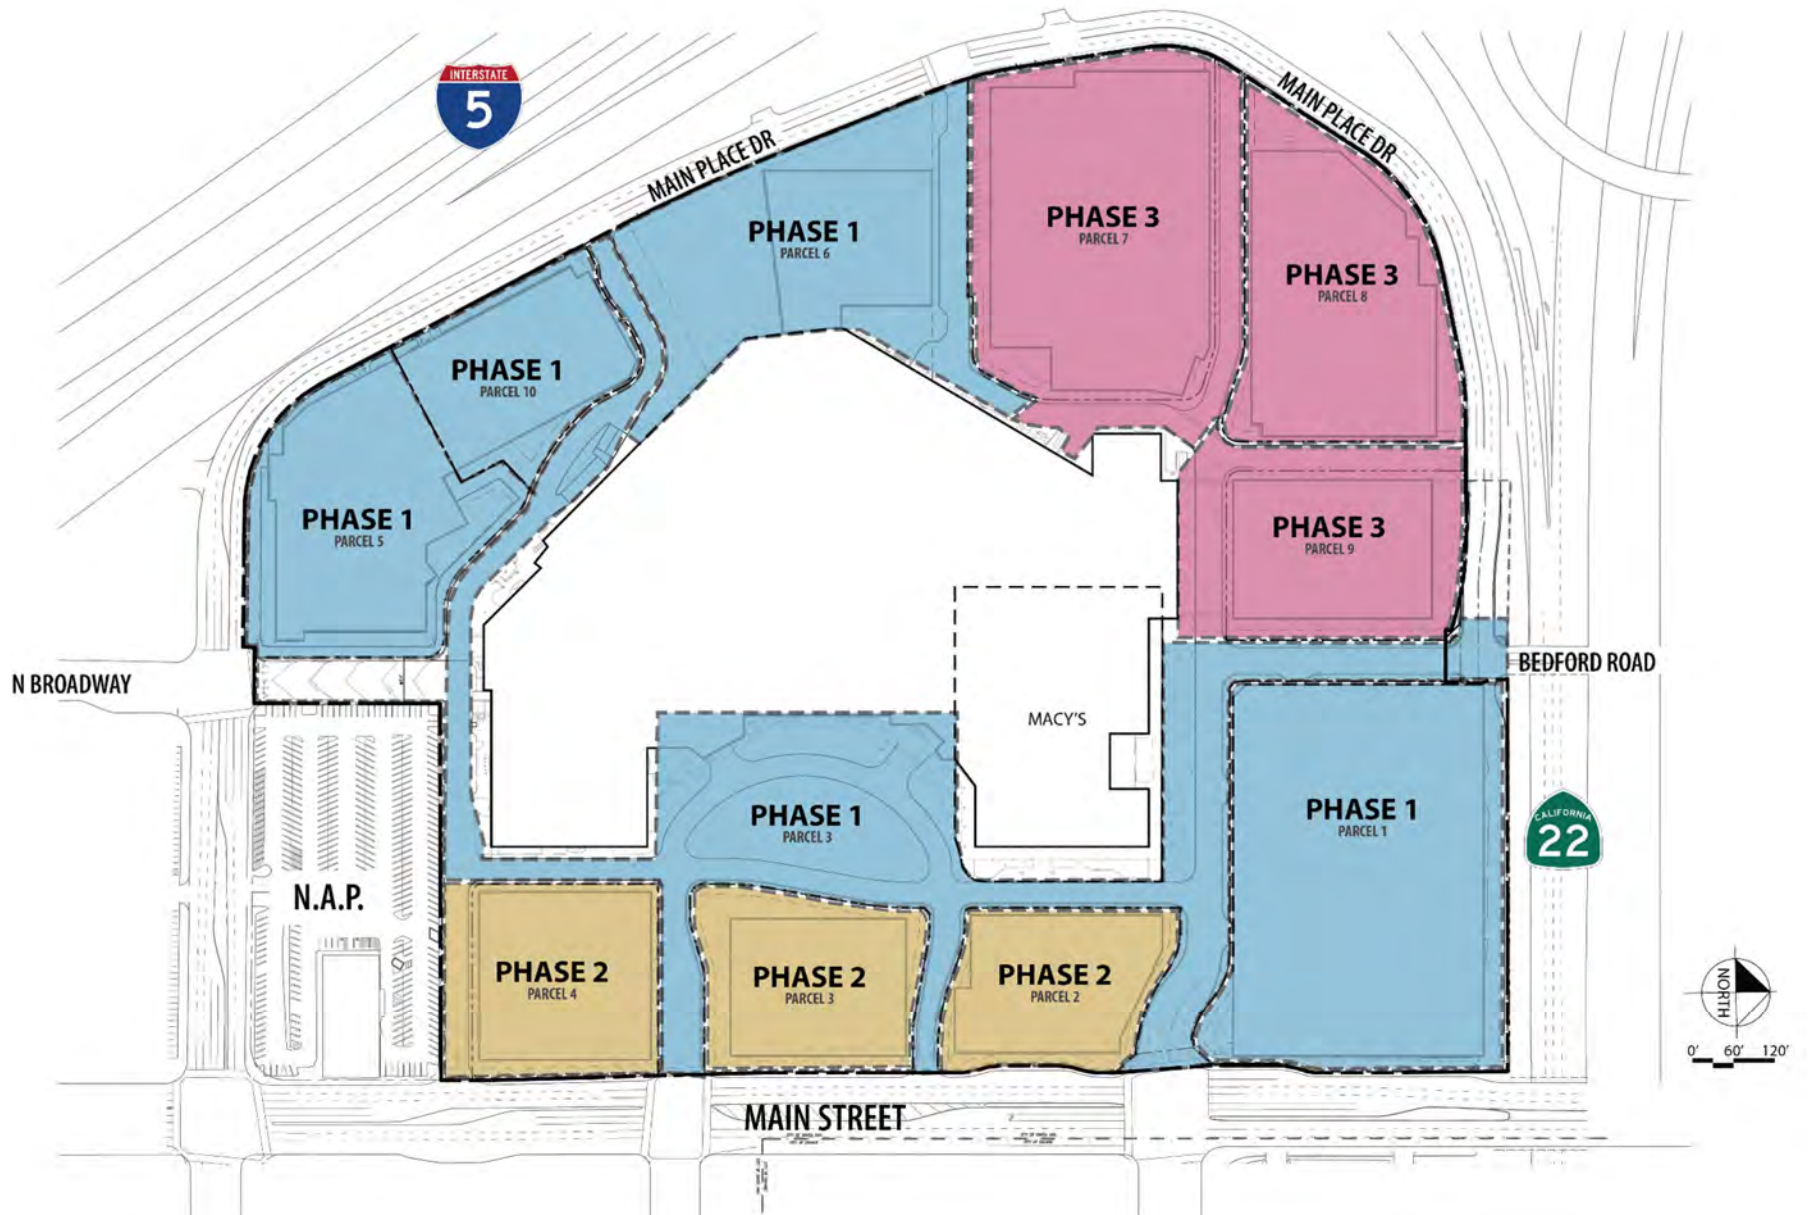 INTERSTATE
5
MAIN PLACE DR
MAIN PLACE DR
PHASE 1
PARCEL 6
PHASE 3
PARCEL 7
PHASE 3
PARCEL 8
PHASE 1
PARCEL 10
PHASE 1
PARCEL 5
PHASE 3
PARCEL 9
N BROADWAY
BEDFORD ROAD
MACY'S
PHASE 1
PARCEL 3
PHASE 1
PARCEL 1
CALIFORNIA
22
N.A.P.
PHASE 2
PARCEL 4
PHASE 2
PARCEL 3
PHASE 2
PARCEL 2
NORTH
0' 60' 120'
MAIN STREET